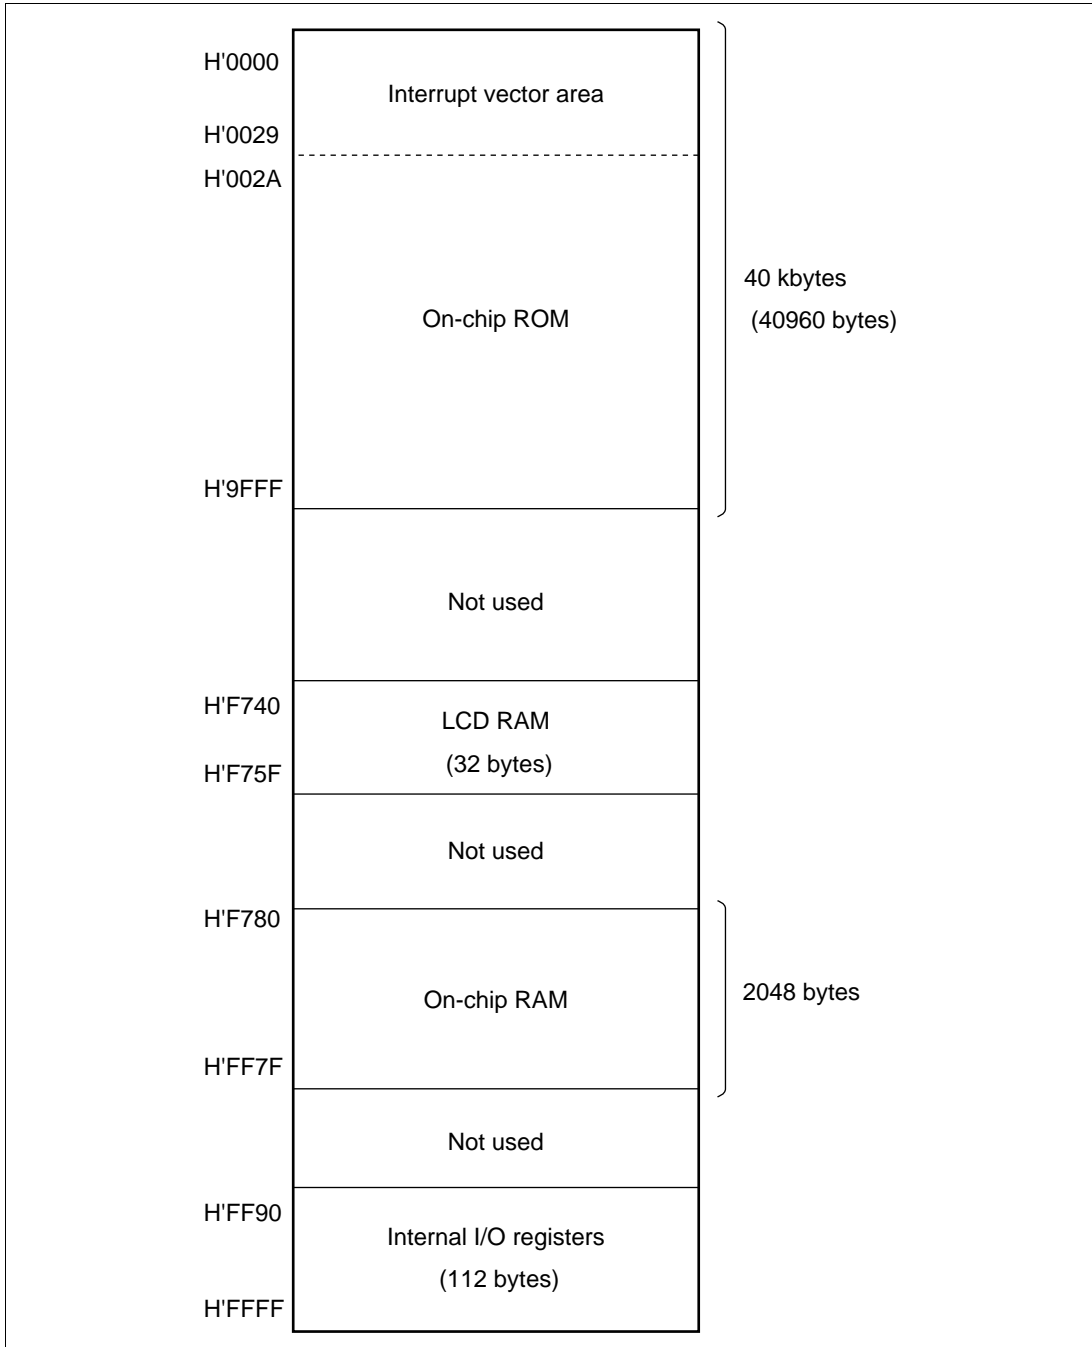 H'0000
Interrupt vector area
H'0029
H'002A
40 kbytes
(40960 bytes)
On-chip ROM
H'9FFF
Not used
H'F740
LCD RAM
(32 bytes)
H'F75F
Not used
H'F780
On-chip RAM
2048 bytes
H'FF7F
Not used
H'FF90
Internal I/O registers
(112 bytes)
H'FFFF